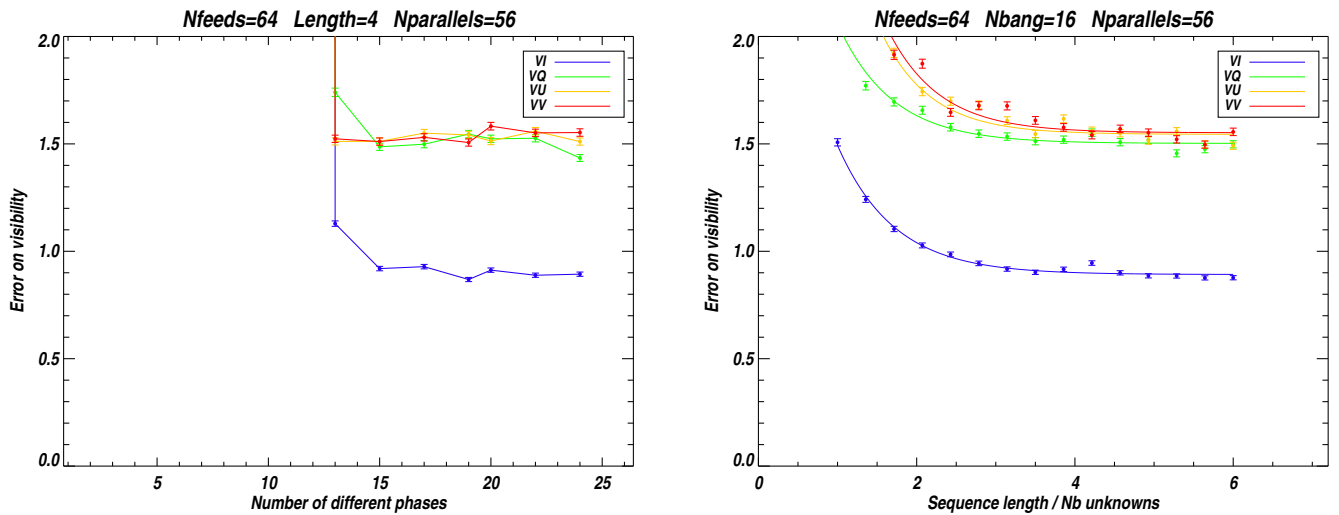 Nfeeds=64 Length=4 Nparallels=56
2.0
1.5
1.0
0.5
0.0
Error on visibility
VI
VQ
VU
VV
5
10
15
20
25
Number of different phases
Nfeeds=64 Nbang=16 Nparallels=56
2.0
1.5
1.0
0.5
0.0
Error on visibility
VI
VQ
VU
VV
0
2
4
6
Sequence length / Nb unknowns